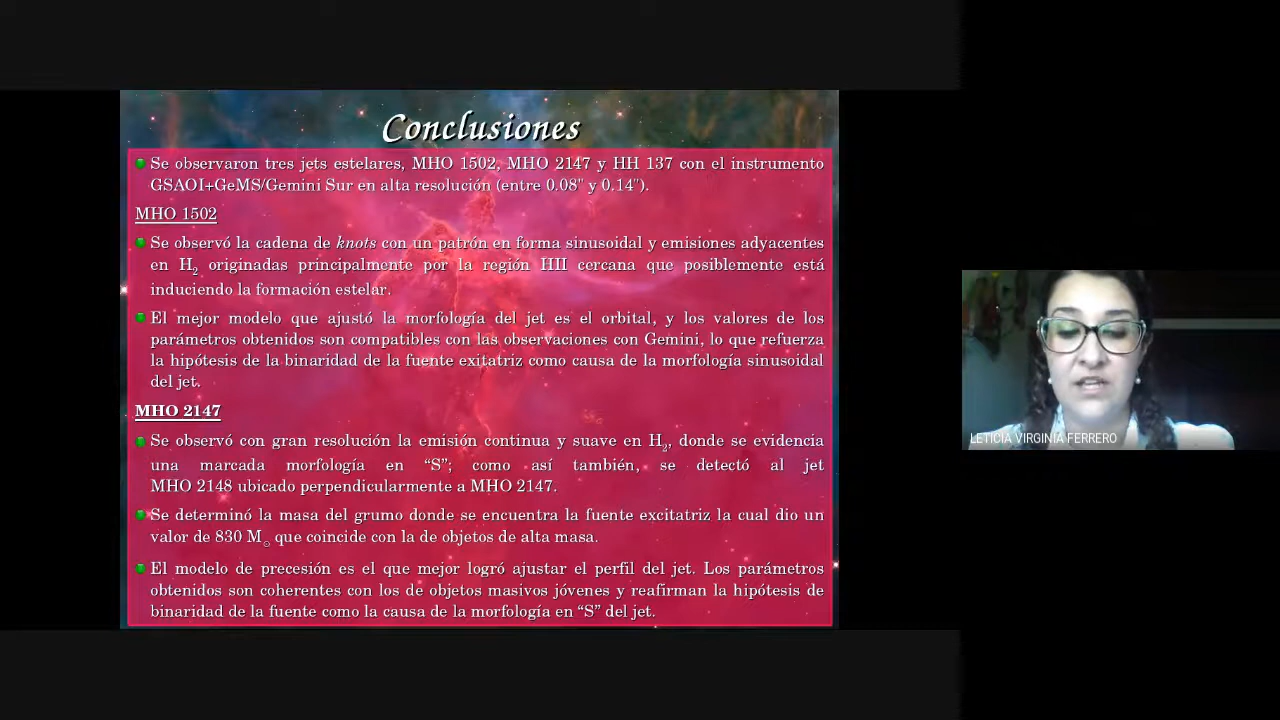 Conclusiones
Se observaron tres jets estelares, MHO 1502, MHO 2147 y HH 137 con el instrumento
GSAOI+GeMS/Gemini Sur en alta resolución (entre 0.08" y 0.14").
MHO 1502
Se observó la cadena de knots con un patrón en forma sinusoidal y emisiones adyacentes
en H₂ originadas principalmente por la región HII cercana que posiblemente está
induciendo la formación estelar.
El mejor modelo que ajustó la morfología del jet es el orbital, y los valores de los
parámetros obtenidos son compatibles con las observaciones con Gemini, lo que refuerza
la hipótesis de la binaridad de la fuente exitatriz como causa de la morfología sinusoidal
del jet.
MHO 2147
Se observó con gran resolución la emisión continua y suave en H₂, donde se evidencia
una marcada morfología en “S”; como así también, se detectó al jet
MHO 2148 ubicado perpendicularmente a MHO 2147.
Se determinó la masa del grumo donde se encuentra la fuente excitatriz la cual dio un
valor de 830 M☉ que coincide con la de objetos de alta masa.
El modelo de precesión es el que mejor logró ajustar el perfil del jet. Los parámetros
obtenidos son coherentes con los de objetos masivos jóvenes y reafirman la hipótesis de
binaridad de la fuente como la causa de la morfología en “S” del jet.
LETICIA VIRGINIA FERRERO